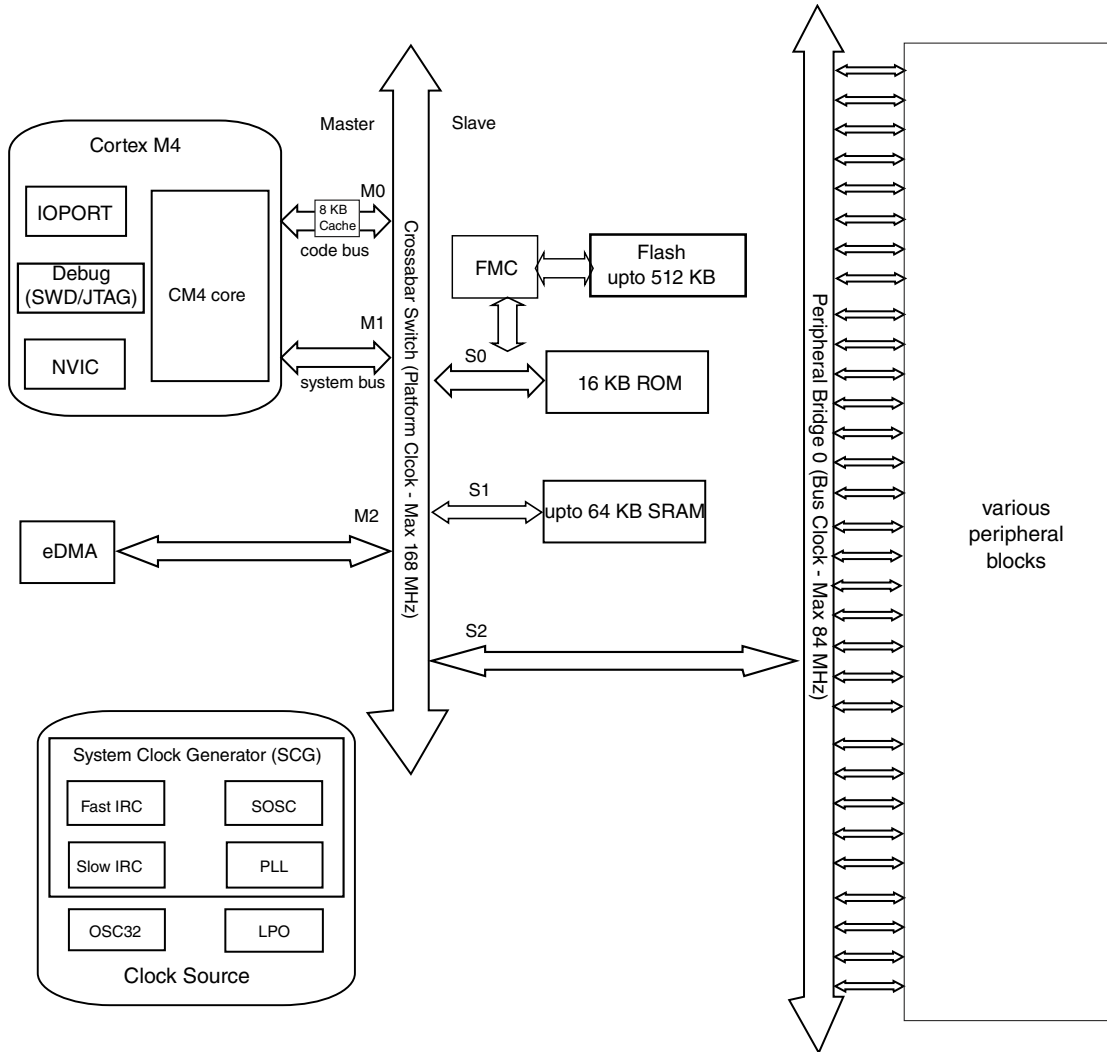 Master
Slave
Cortex M4
IOPORT
Debug
(SWD/JTAG)
NVIC
CM4 core
M0
8 KB
Cache
code bus
M1
system bus
Crossabar Switch (Platform Clcok - Max 168 MHz)
FMC
Flash
upto 512 KB
S0
16 KB ROM
S1
upto 64 KB SRAM
M2
eDMA
S2
Peripheral Bridge 0 (Bus Clock - Max 84 MHz)
various
peripheral
blocks
System Clock Generator (SCG)
Fast IRC
SOSC
Slow IRC
PLL
OSC32
LPO
Clock Source